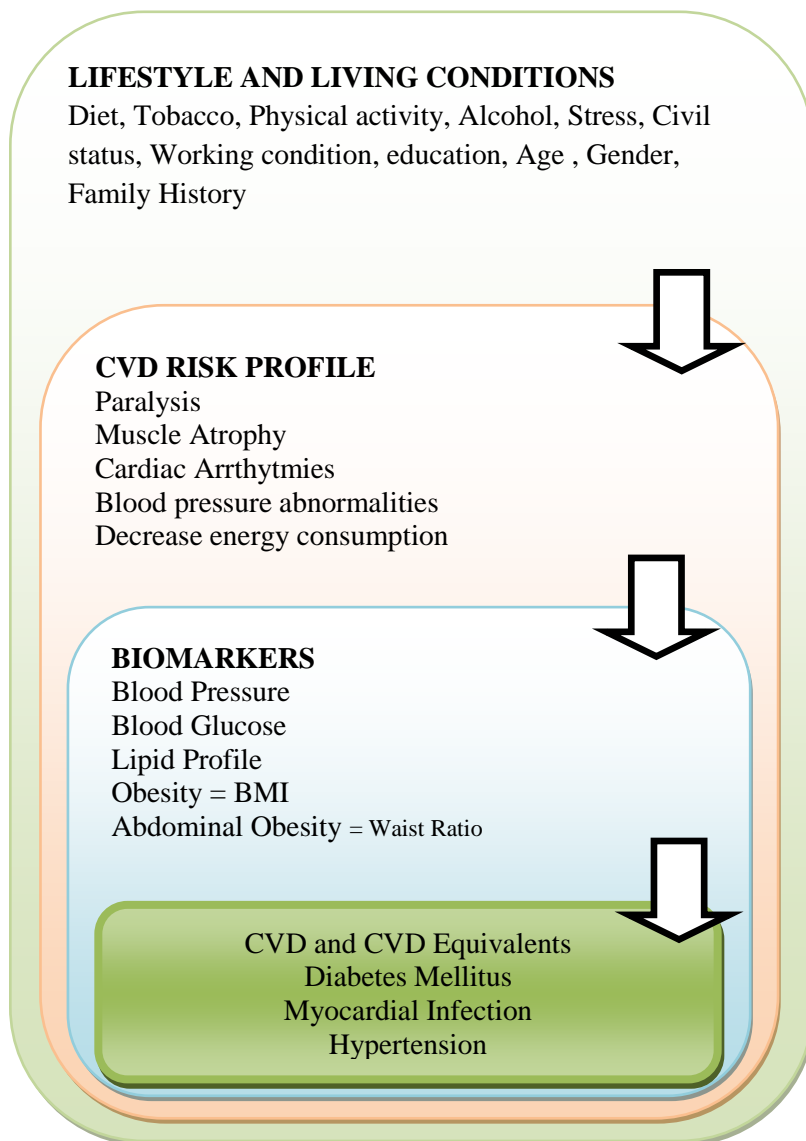 LIFESTYLE AND LIVING CONDITIONS
Diet, Tobacco, Physical activity, Alcohol, Stress, Civil
status, Working condition, education, Age , Gender,
Family History
CVD RISK PROFILE
Paralysis
Muscle Atrophy
Cardiac Arrthytmies
Blood pressure abnormalities
Decrease energy consumption
BIOMARKERS
Blood Pressure
Blood Glucose
Lipid Profile
Obesity = BMI
Abdominal Obesity = Waist Ratio
CVD and CVD Equivalents
Diabetes Mellitus
Myocardial Infection
Hypertension